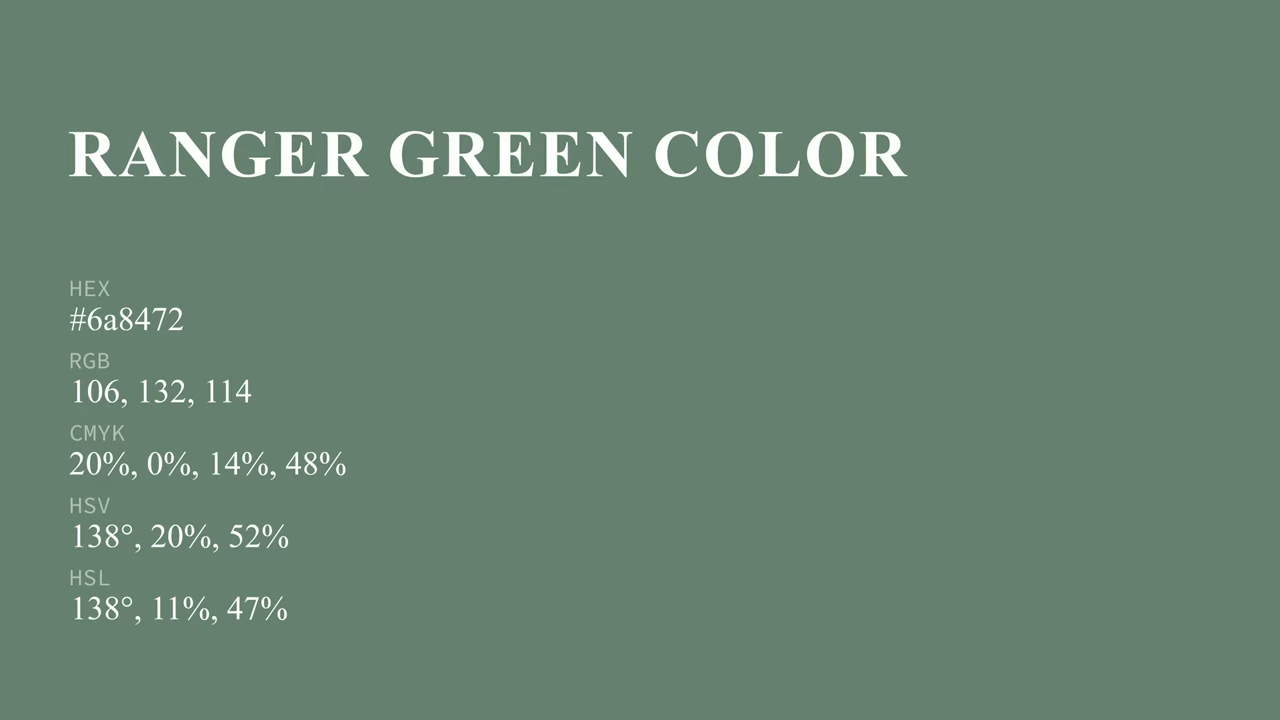 RANGER GREEN COLOR
HEX
#6a8472
RGB
106, 132, 114
CMYK
20%, 0%, 14%, 48%
HSV
138°, 20%, 52%
HSL
138°, 11%, 47%